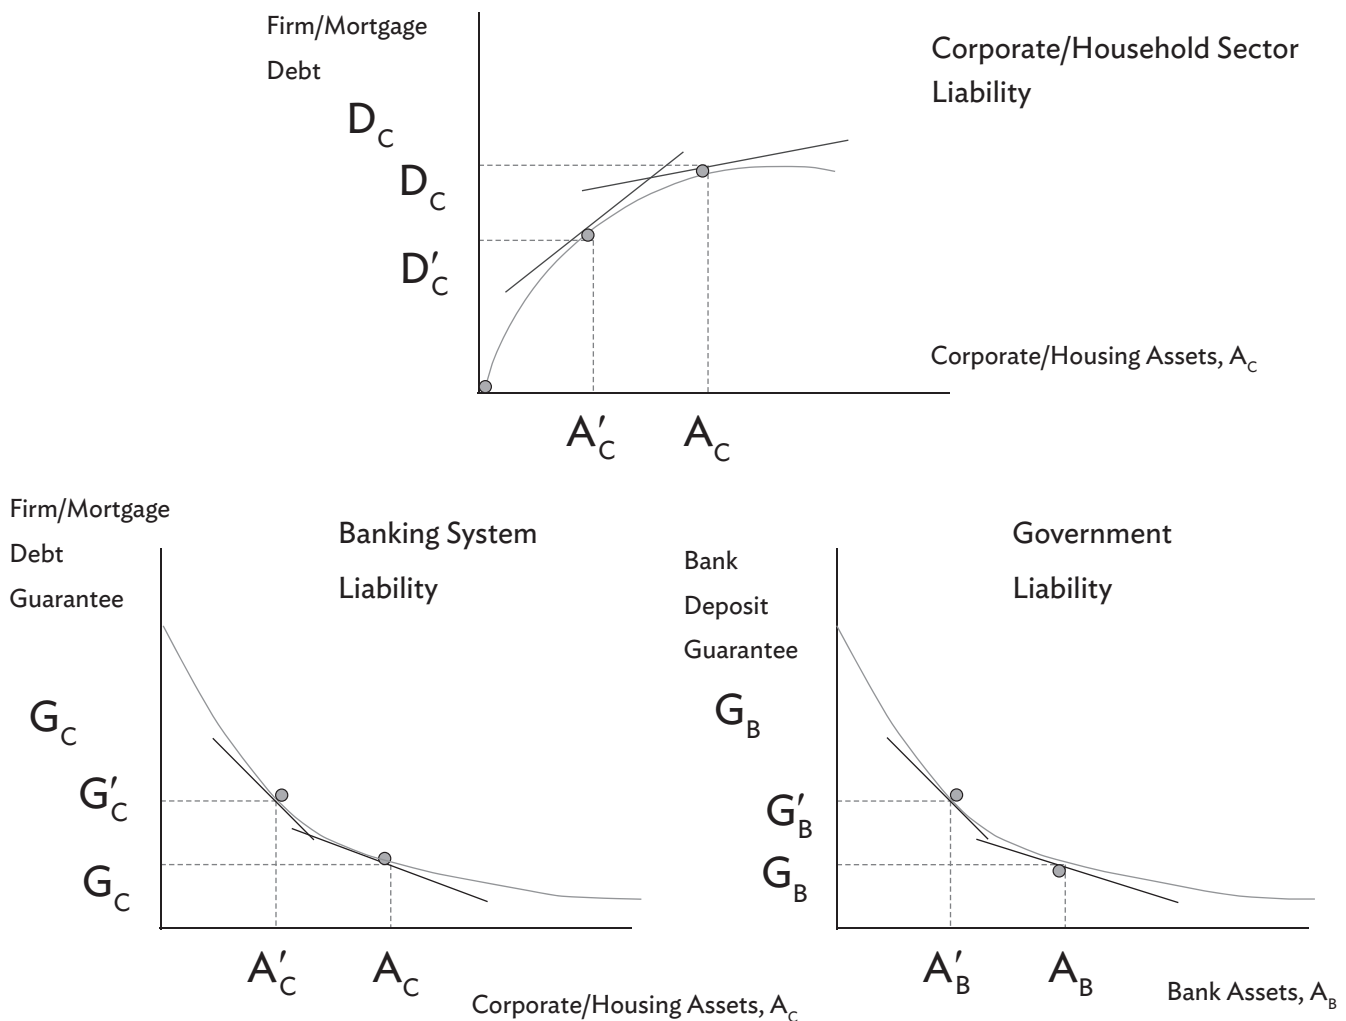 Firm/Mortgage
Debt
Corporate/Household Sector
Liability
D_C
D_C
D′_C
Corporate/Housing Assets, A_C
A′_C A_C
Firm/Mortgage
Debt
Guarantee
Banking System
Liability
G_C
G′_C
G_C
A′_C A_C
Corporate/Housing Assets, A_C
Bank
Deposit
Guarantee
Government
Liability
G_B
G′_B
G_B
A′_B A_B
Bank Assets, A_B